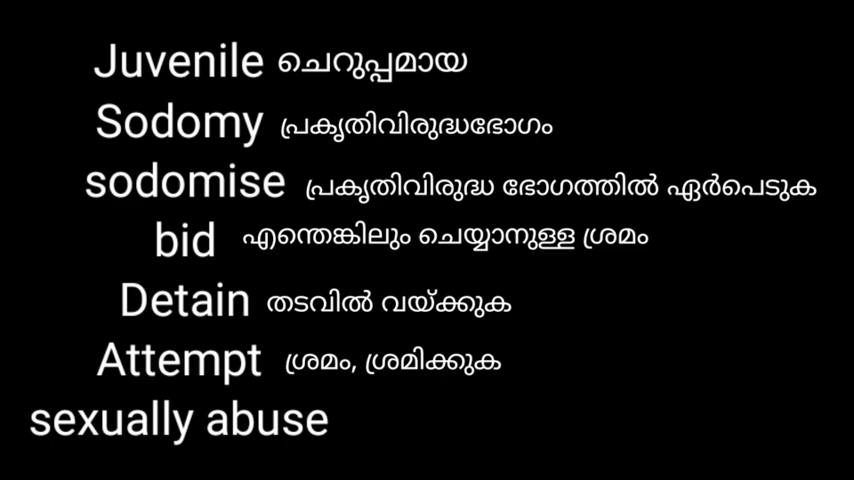 Juvenile ചെറുപ്പമായ
Sodomy പ്രകൃതിവിരുദ്ധഭോഗം
sodomise പ്രകൃതിവിരുദ്ധ ഭോഗത്തിൽ ഏർപെടുക
bid എന്തെങ്കിലും ചെയ്യാനുള്ള ശ്രമം
Detain തടവിൽ വയ്ക്കുക
Attempt ശ്രമം, ശ്രമിക്കുക
sexually abuse